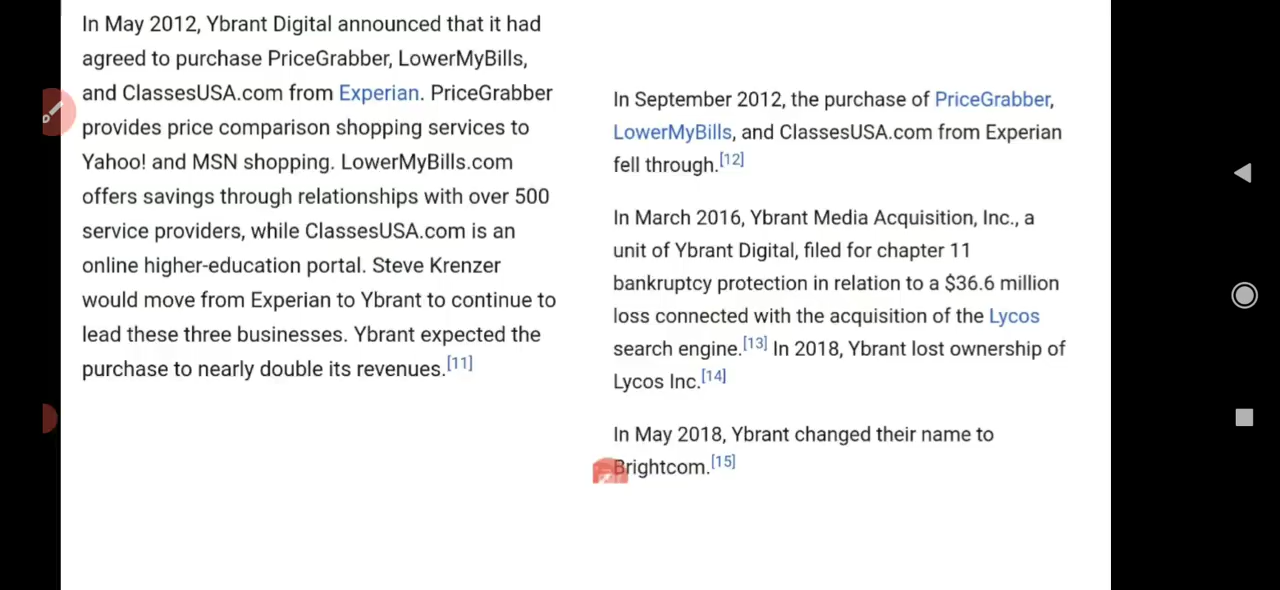 In May 2012, Ybrant Digital announced that it had
agreed to purchase PriceGrabber, LowerMyBills,
and ClassesUSA.com from Experian. PriceGrabber
provides price comparison shopping services to
Yahoo! and MSN shopping. LowerMyBills.com
offers savings through relationships with over 500
service providers, while ClassesUSA.com is an
online higher-education portal. Steve Krenzer
would move from Experian to Ybrant to continue to
lead these three businesses. Ybrant expected the
purchase to nearly double its revenues.[11]
In September 2012, the purchase of PriceGrabber,
LowerMyBills, and ClassesUSA.com from Experian
fell through.[12]
In March 2016, Ybrant Media Acquisition, Inc., a
unit of Ybrant Digital, filed for chapter 11
bankruptcy protection in relation to a $36.6 million
loss connected with the acquisition of the Lycos
search engine.[13] In 2018, Ybrant lost ownership of
Lycos Inc.[14]
In May 2018, Ybrant changed their name to
Brightcom.[15]